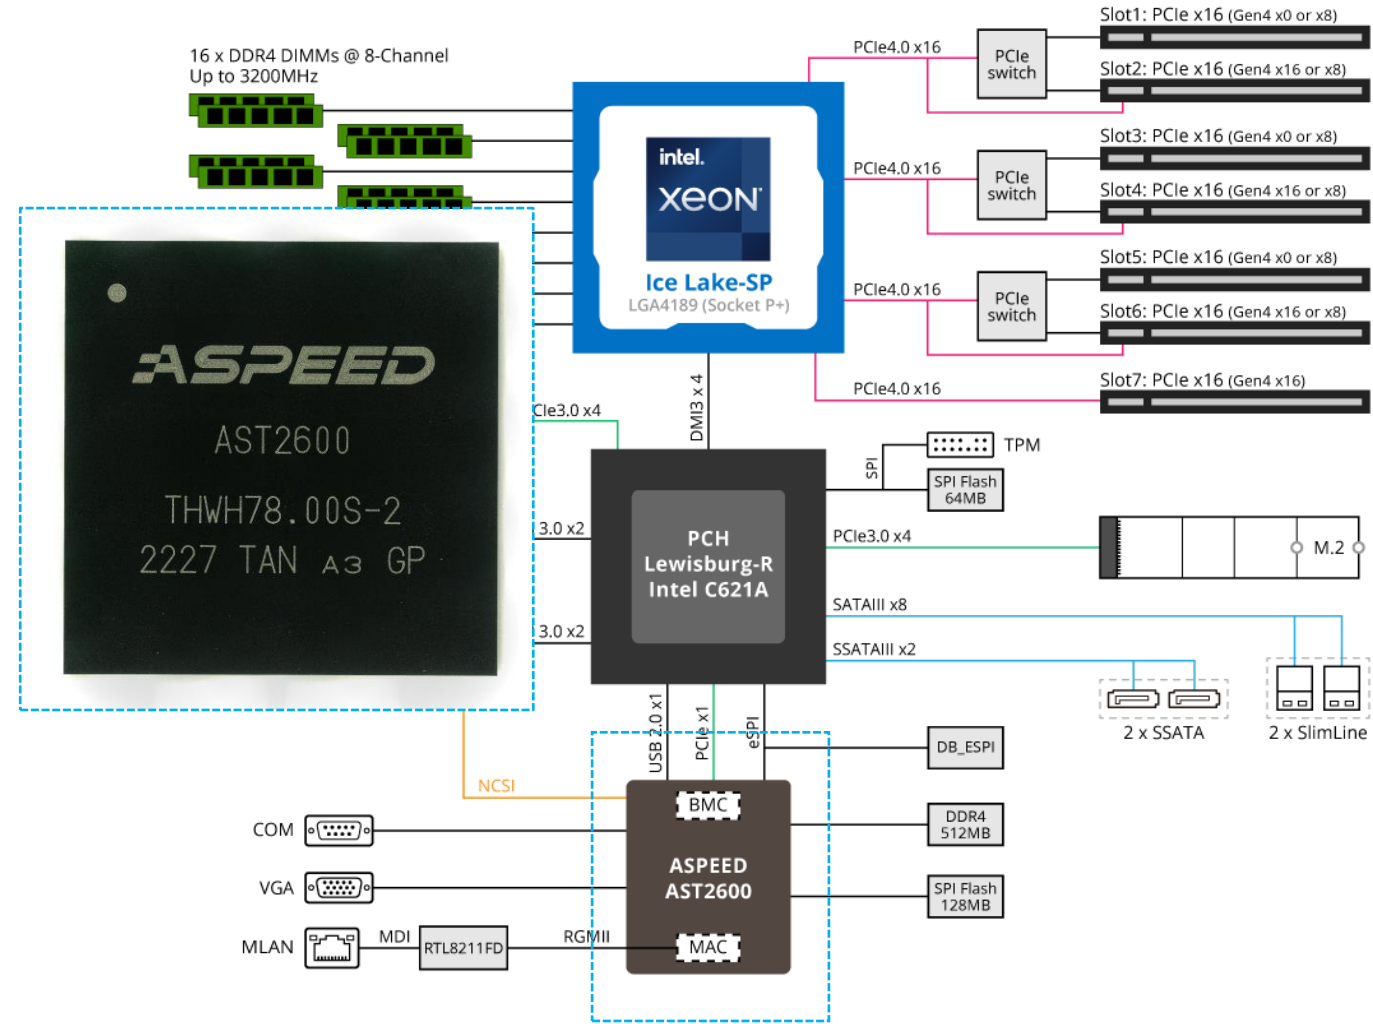 16 x DDR4 DIMMs @ 8-Channel
Up to 3200MHz
intel.
xeon
Ice Lake-SP
LGA4189 (Socket P+)
PCIe4.0 x16
PCIe
switch
Slot1: PCIe x16 (Gen4 x0 or x8)
Slot2: PCIe x16 (Gen4 x16 or x8)
PCIe4.0 x16
PCIe
switch
Slot3: PCIe x16 (Gen4 x0 or x8)
Slot4: PCIe x16 (Gen4 x16 or x8)
PCIe4.0 x16
PCIe
switch
Slot5: PCIe x16 (Gen4 x0 or x8)
Slot6: PCIe x16 (Gen4 x16 or x8)
PCIe4.0 x16
Slot7: PCIe x16 (Gen4 x16)
ASPEED
AST2600
THWH78.00S-2
2227 TAN A3 GP
CIe3.0 x4
3.0 x2
3.0 x2
DMI3 x 4
PCH
Lewisburg-R
Intel C621A
SPI
TPM
SPI Flash
64MB
PCIe3.0 x4
M.2
SATAIII x8
SSATAIII x2
2 x SSATA
2 x SlimLine
USB 2.0 x1
PCIe x1
eSPI
DB_ESPI
NCSI
BMC
ASPEED
AST2600
MAC
DDR4
512MB
SPI Flash
128MB
COM
VGA
MLAN
MDI
RTL8211FD
RGMII